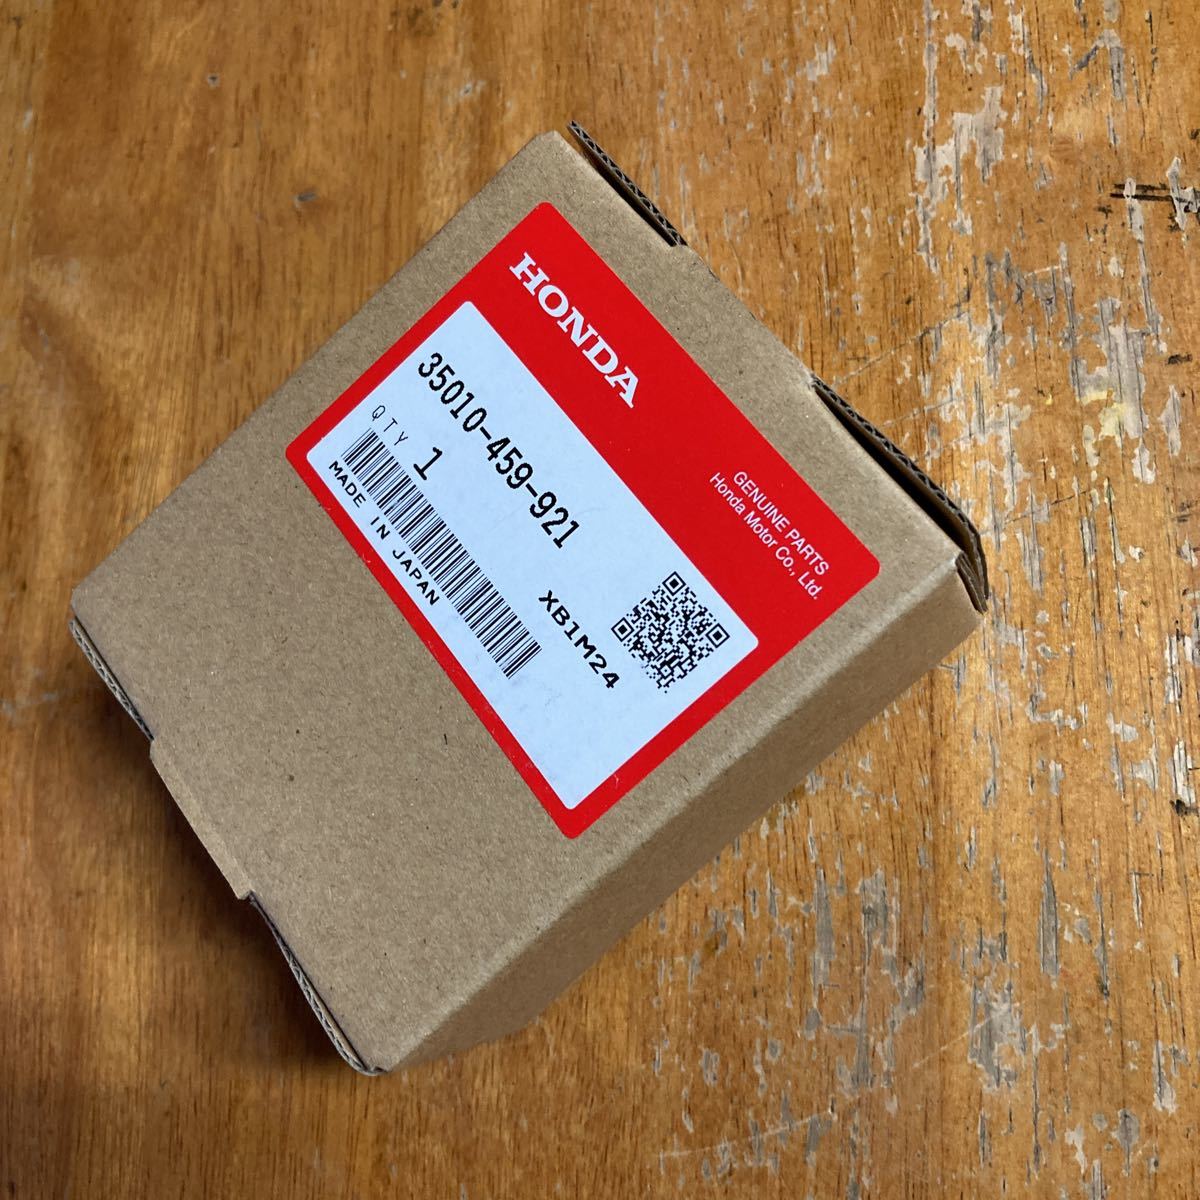 HONDA
GENUINE PARTS
Honda Motor Co., Ltd.
35010-459-921
QTY 1
XB1M24
MADE IN JAPAN